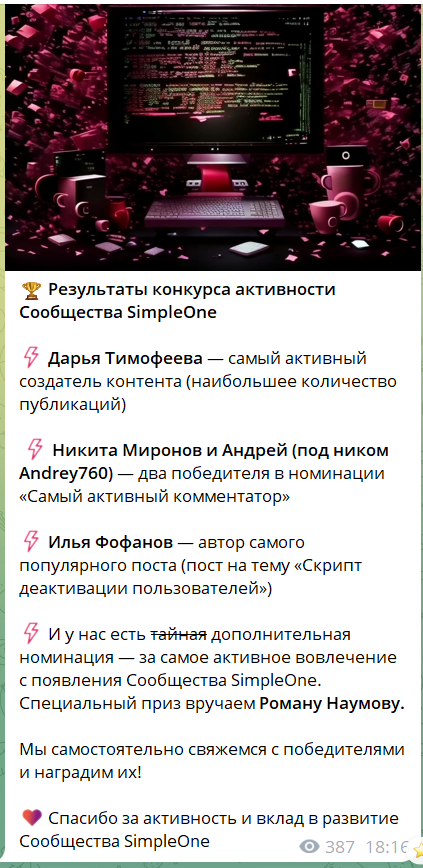 🏆 Результаты конкурса активности
Сообщества SimpleOne
Дарья Тимофеева — самый активный
создатель контента (наибольшее количество
публикаций)
Никита Миронов и Андрей (под ником
Andrey760) — два победителя в номинации
«Самый активный комментатор»
Илья Фофанов — автор самого
популярного поста (пост на тему «Скрипт
деактивации пользователей»)
И у нас есть тайная дополнительная
номинация — за самое активное вовлечение
с появления Сообщества SimpleOne.
Специальный приз вручаем Роману Наумову.
Мы самостоятельно свяжемся с победителями
и наградим их!
Спасибо за активность и вклад в развитие
Сообщества SimpleOne
387 18:16